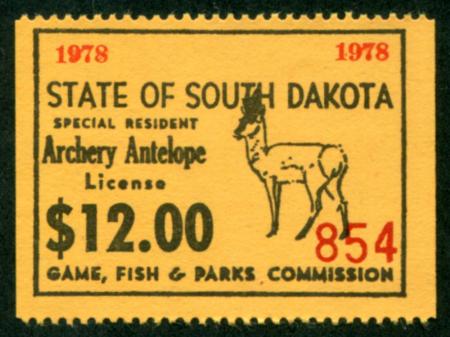 1978 1978
STATE OF SOUTH DAKOTA
SPECIAL RESIDENT
Archery Antelope
License
$12.00
854
GAME, FISH & PARKS COMMISSION